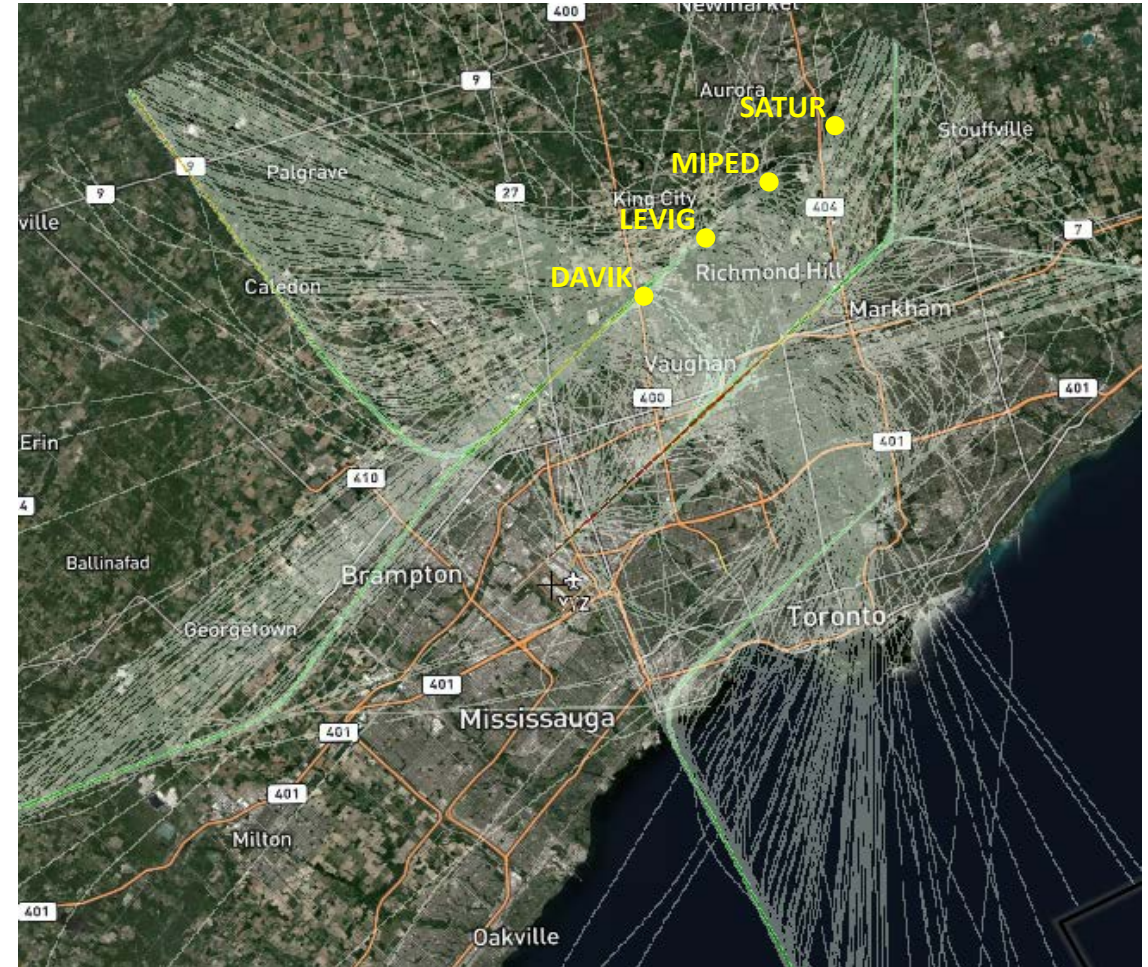 400
Newmarket
9
Aurora
SATUR
Stouffville
MIPED
9
Palgrave
9
27
King City
404
ville
LEVIG
7
Richmond Hill
DAVIK
Caledon
Markham
Vaughan
401
400
Erin
401
410
4
Ballinafad
Brampton
YYZ
Toronto
Georgetown
401
Mississauga
401
401
Milton
401
Oakville